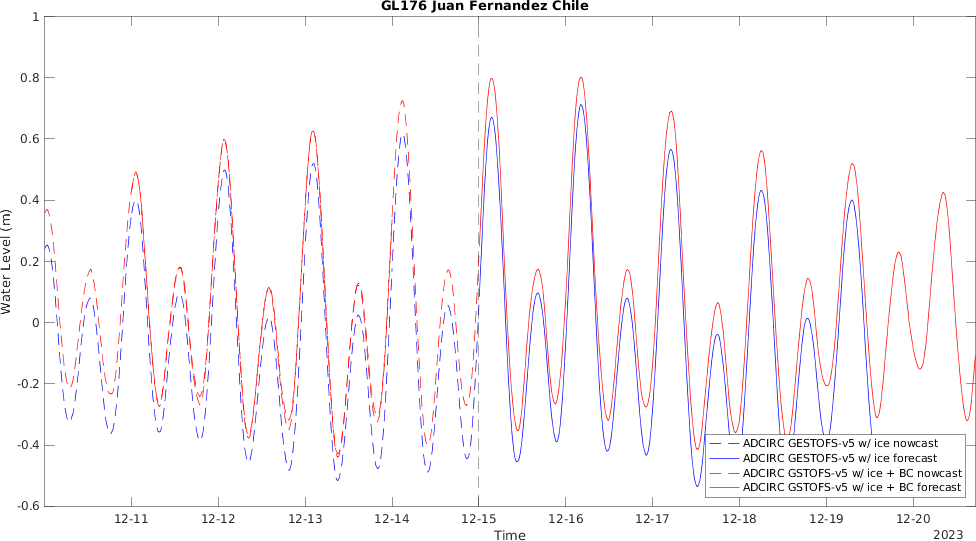 GL176 Juan Fernandez Chile
1
0.8
0.6
0.4
0.2
0
-0.2
-0.4
-0.6
Water Level (m)
12-11 12-12 12-13 12-14 12-15 12-16 12-17 12-18 12-19 12-20
Time
2023
ADCIRC GESTOFS-v5 w/ ice nowcast
ADCIRC GESTOFS-v5 w/ ice forecast
ADCIRC GSTOFS-v5 w/ ice + BC nowcast
ADCIRC GSTOFS-v5 w/ ice + BC forecast